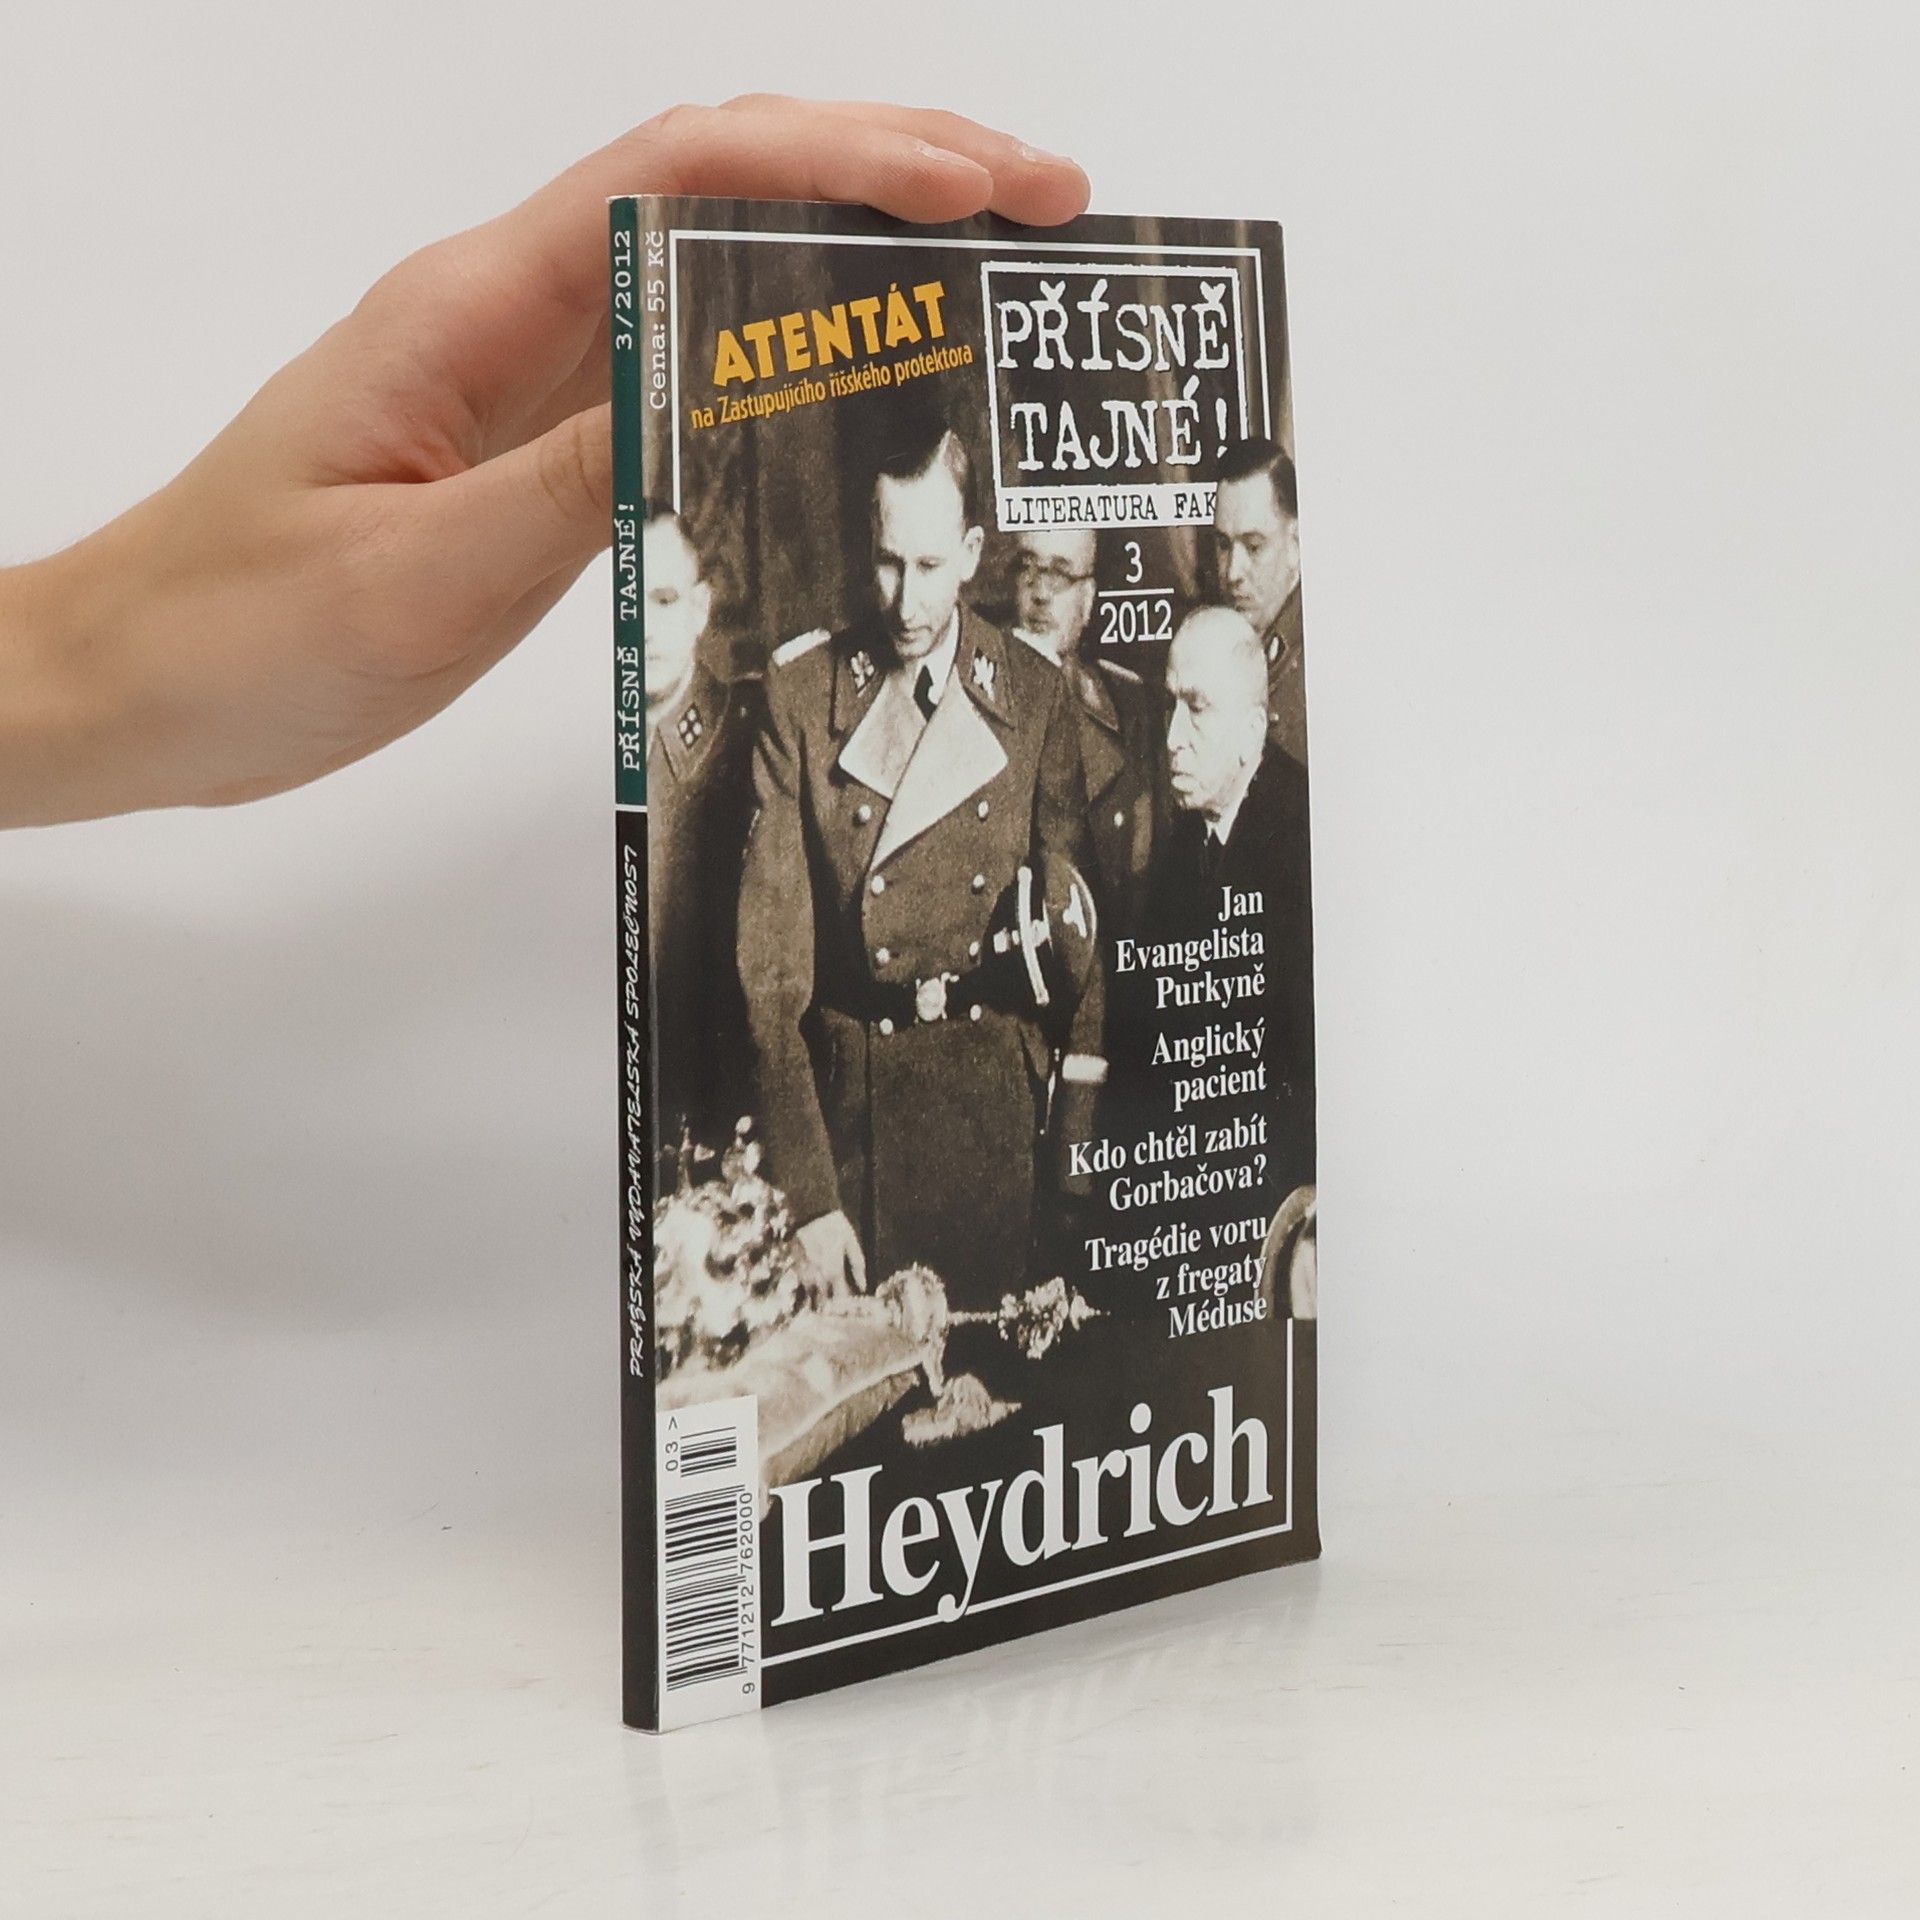 3/2012
PŘÍSNĚ TAJNÉ!
PRAŽSKÁ VYDAVATELSKÁ SPOLEČNOST
Cena: 55 Kč
ATENTÁT
na Zastupujícího říšského protektora
PŘÍSNĚ
TAJNÉ!
LITERATURA FAK
3
2012
Jan
Evangelista
Purkyně
Anglický
pacient
Kdo chtěl zabít
Gorbačova?
Tragédie voru
z fregaty
Méduse
Heydrich
03 >
9 771212 762000